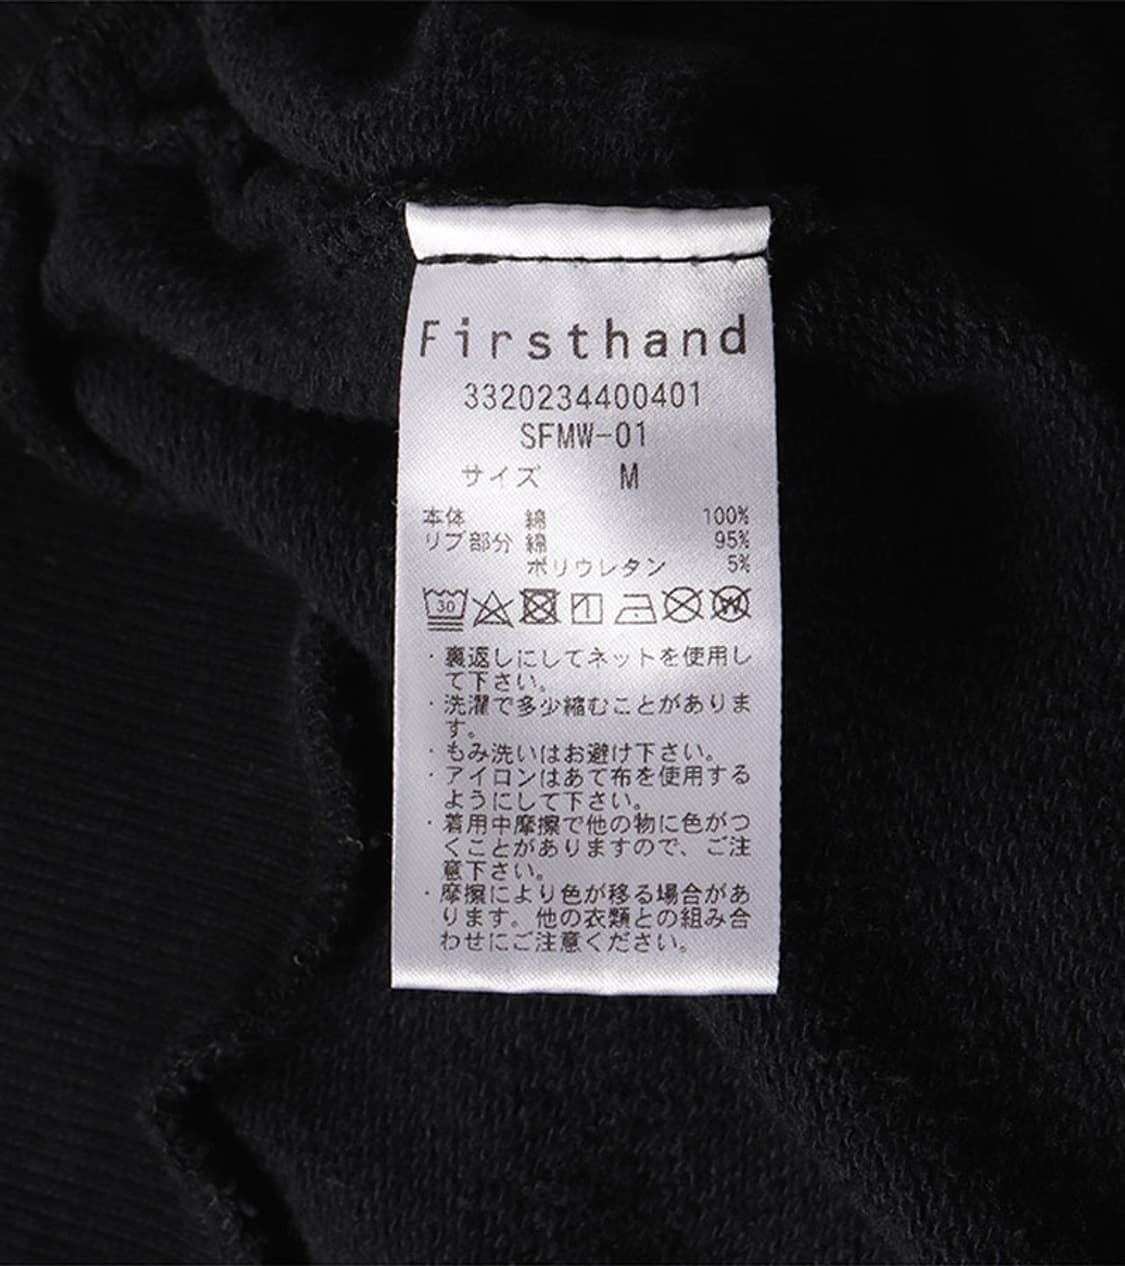 Firsthand
3320234400401
SFMW-01
サイズ M
本体 綿 100%
リブ部分 綿 95%
ポリウレタン 5%
30 W
・裏返しにしてネットを使用し
て下さい。
・洗濯で多少縮むことがありま
す。
・もみ洗いはお避け下さい。
・アイロンはあて布を使用する
ようにして下さい。
・着用中摩擦で他の物に色がつ
くことがありますので、ご注
意下さい。
・摩擦により色が移る場合があ
ります。他の衣類との組み合
わせにご注意ください。